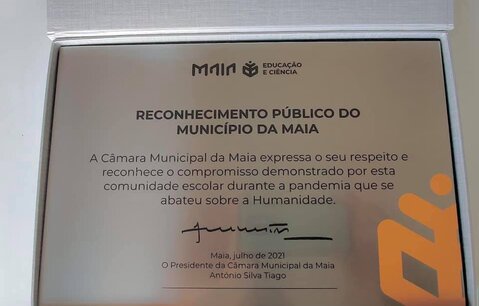 MAIA EDUCAÇÃO
E CIÊNCIA
RECONHECIMENTO PÚBLICO DO
MUNICÍPIO DA MAIA
A Câmara Municipal da Maia expressa o seu respeito e
reconhece o compromisso demonstrado por esta
comunidade escolar durante a pandemia que se
abateu sobre a Humanidade.
Maia, julho de 2021
O Presidente da Câmara Municipal da Maia
António Silva Tiago